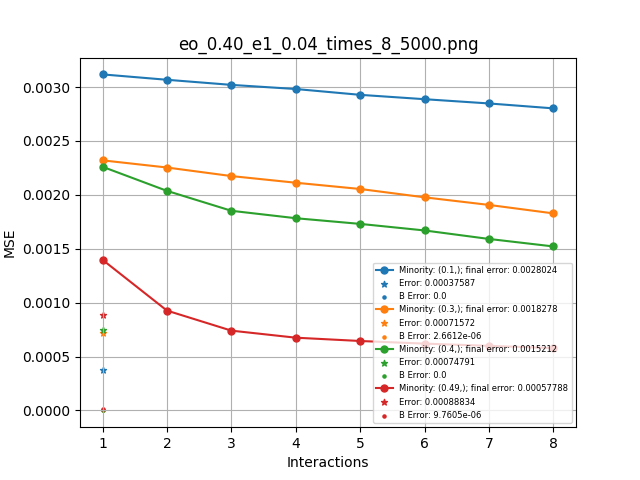 eo_0.40_e1_0.04_times_8_5000.png
0.0030
0.0025
0.0020
0.0015
0.0010
0.0005
0.0000
MSE
1 2 3 4 5 6 7 8
Interactions
Minority: (0.1,); final error: 0.0028024
Error: 0.00037587
B Error: 0.0
Minority: (0.3,); final error: 0.0018278
Error: 0.00071572
B Error: 2.6612e-06
Minority: (0.4,); final error: 0.0015212
Error: 0.00074791
B Error: 0.0
Minority: (0.49,); final error: 0.00057788
Error: 0.00088834
B Error: 9.7605e-06